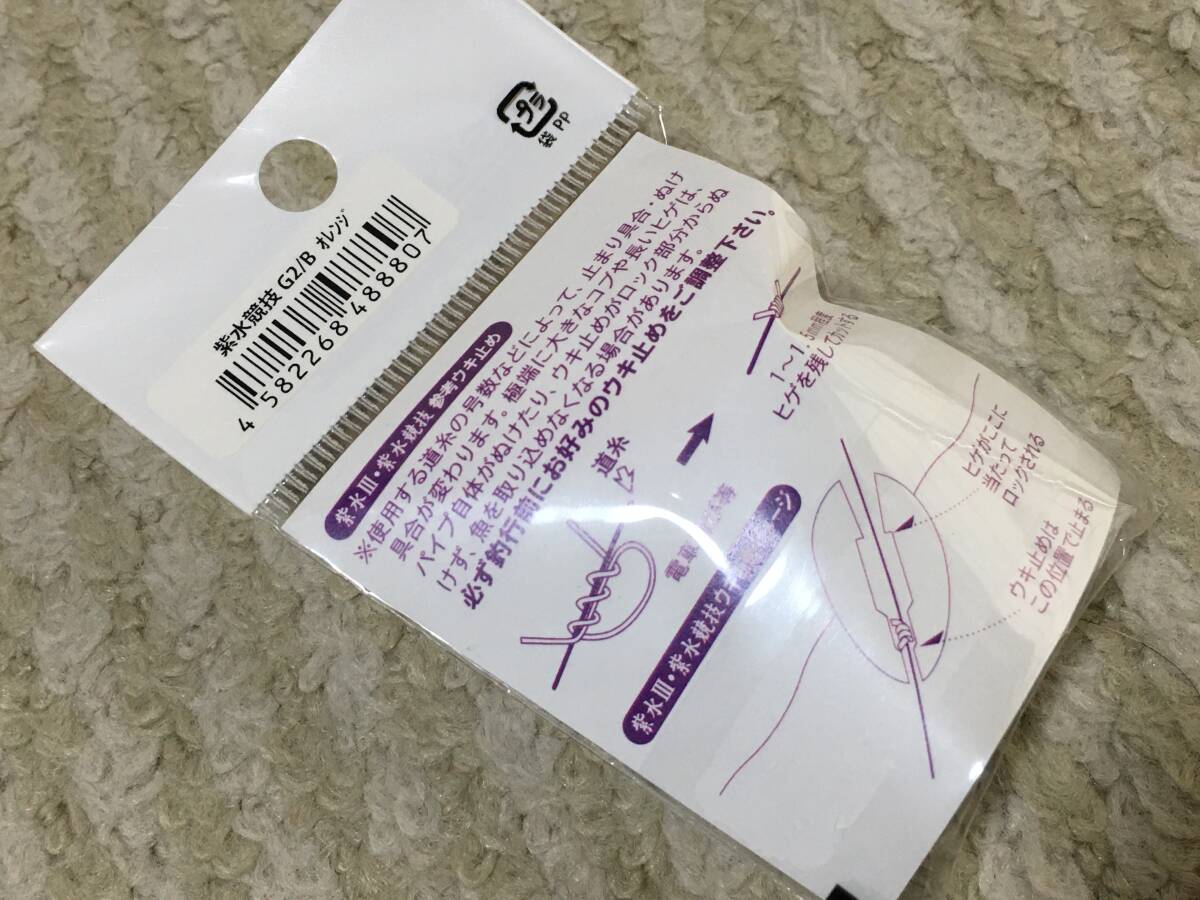 プラ
袋 PP
紫水競技 G2/B オレンジ
4 582268 488807
紫水III・紫水競技 参考ウキ止め
※使用する道糸の号数などによって、止まり具合・ぬけ
具合が変わります。極端に大きなコブや長いヒゲは、
パイプ自体がぬけたり、ウキ止めがロック部分からぬ
けず、魚を取り込めなくなる場合があります。
必ず釣行前にお好みのウキ止めをご調整下さい。
道糸
1〜1.5mm程度
ヒゲを残してカットする
紫水III・紫水競技ウキ
ヒゲがここに
当たって
ロックされる
ウキ止めは
この位置で止まる